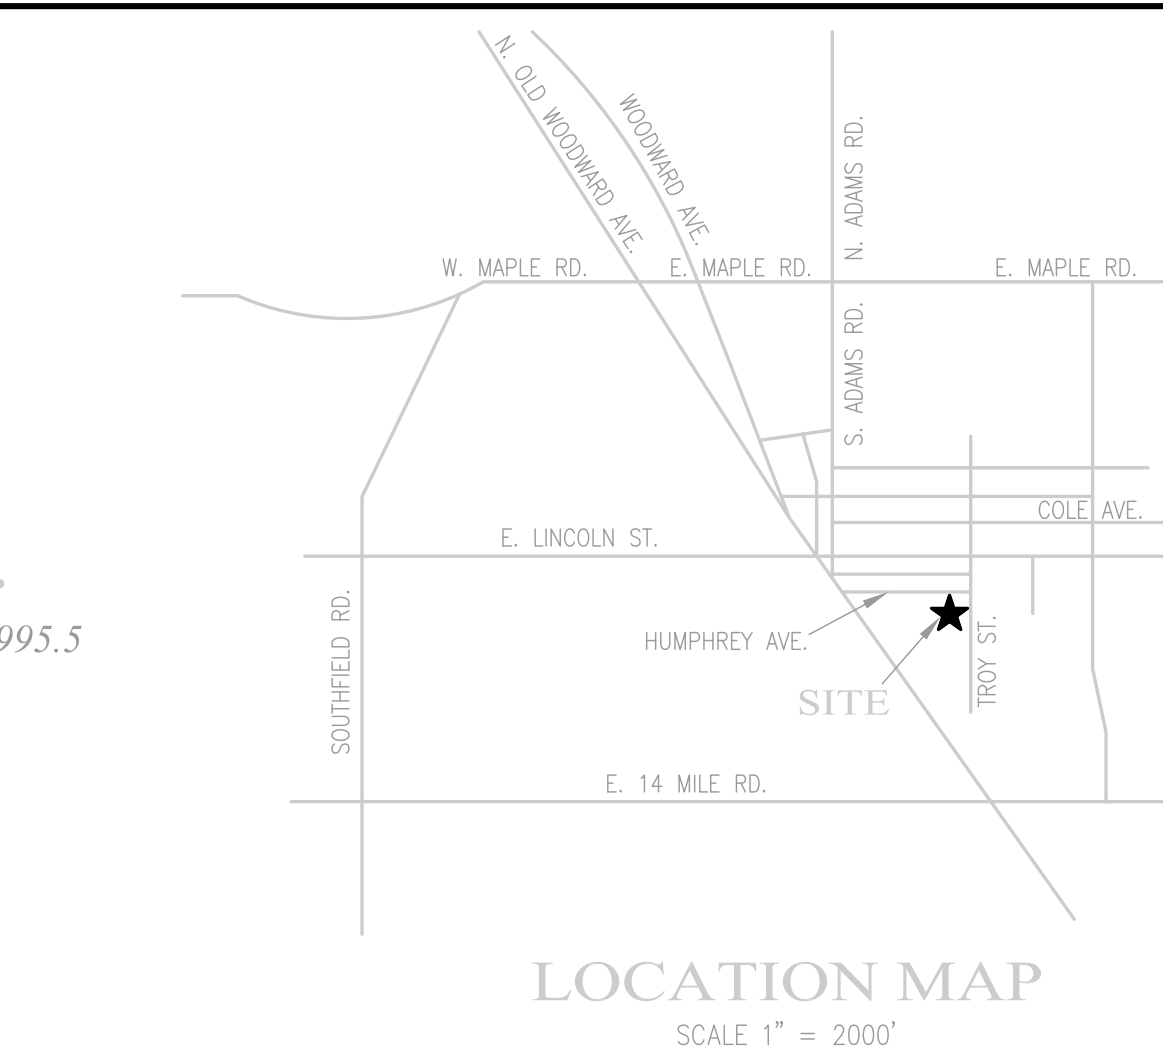 N. OLD WOODWARD AVE.
WOODWARD AVE.
N. ADAMS RD.
W. MAPLE RD.
E. MAPLE RD.
E. MAPLE RD.
S. ADAMS RD.
COLE AVE.
E. LINCOLN ST.
995.5
SOUTHFIELD RD.
HUMPHREY AVE.
TROY ST.
SITE
E. 14 MILE RD.
LOCATION MAP
SCALE 1" = 2000'